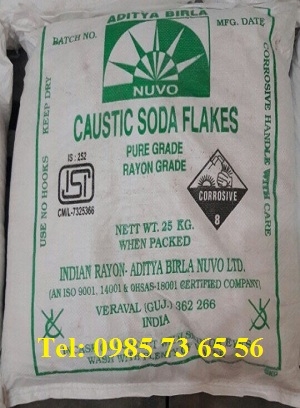 ADITYA BIRLA
BATCH NO.
MFG. DATE
NUVO
KEEP DRY
USE NO HOOKS
CORROSIVE HANDLE WITH CARE
CAUSTIC SODA FLAKES
PURE GRADE
RAYON GRADE
IS : 252
CM/L-7325366
CORROSIVE
8
NETT WT. 25 KG.
WHEN PACKED
INDIAN RAYON- ADITYA BIRLA NUVO LTD.
(AN ISO 9001, 14001 & OHSAS-18001 CERTIFIED COMPANY)
VERAVAL (GUJ.) 362 266
INDIA
Tel: 0985 73 65 56
WASH WITH